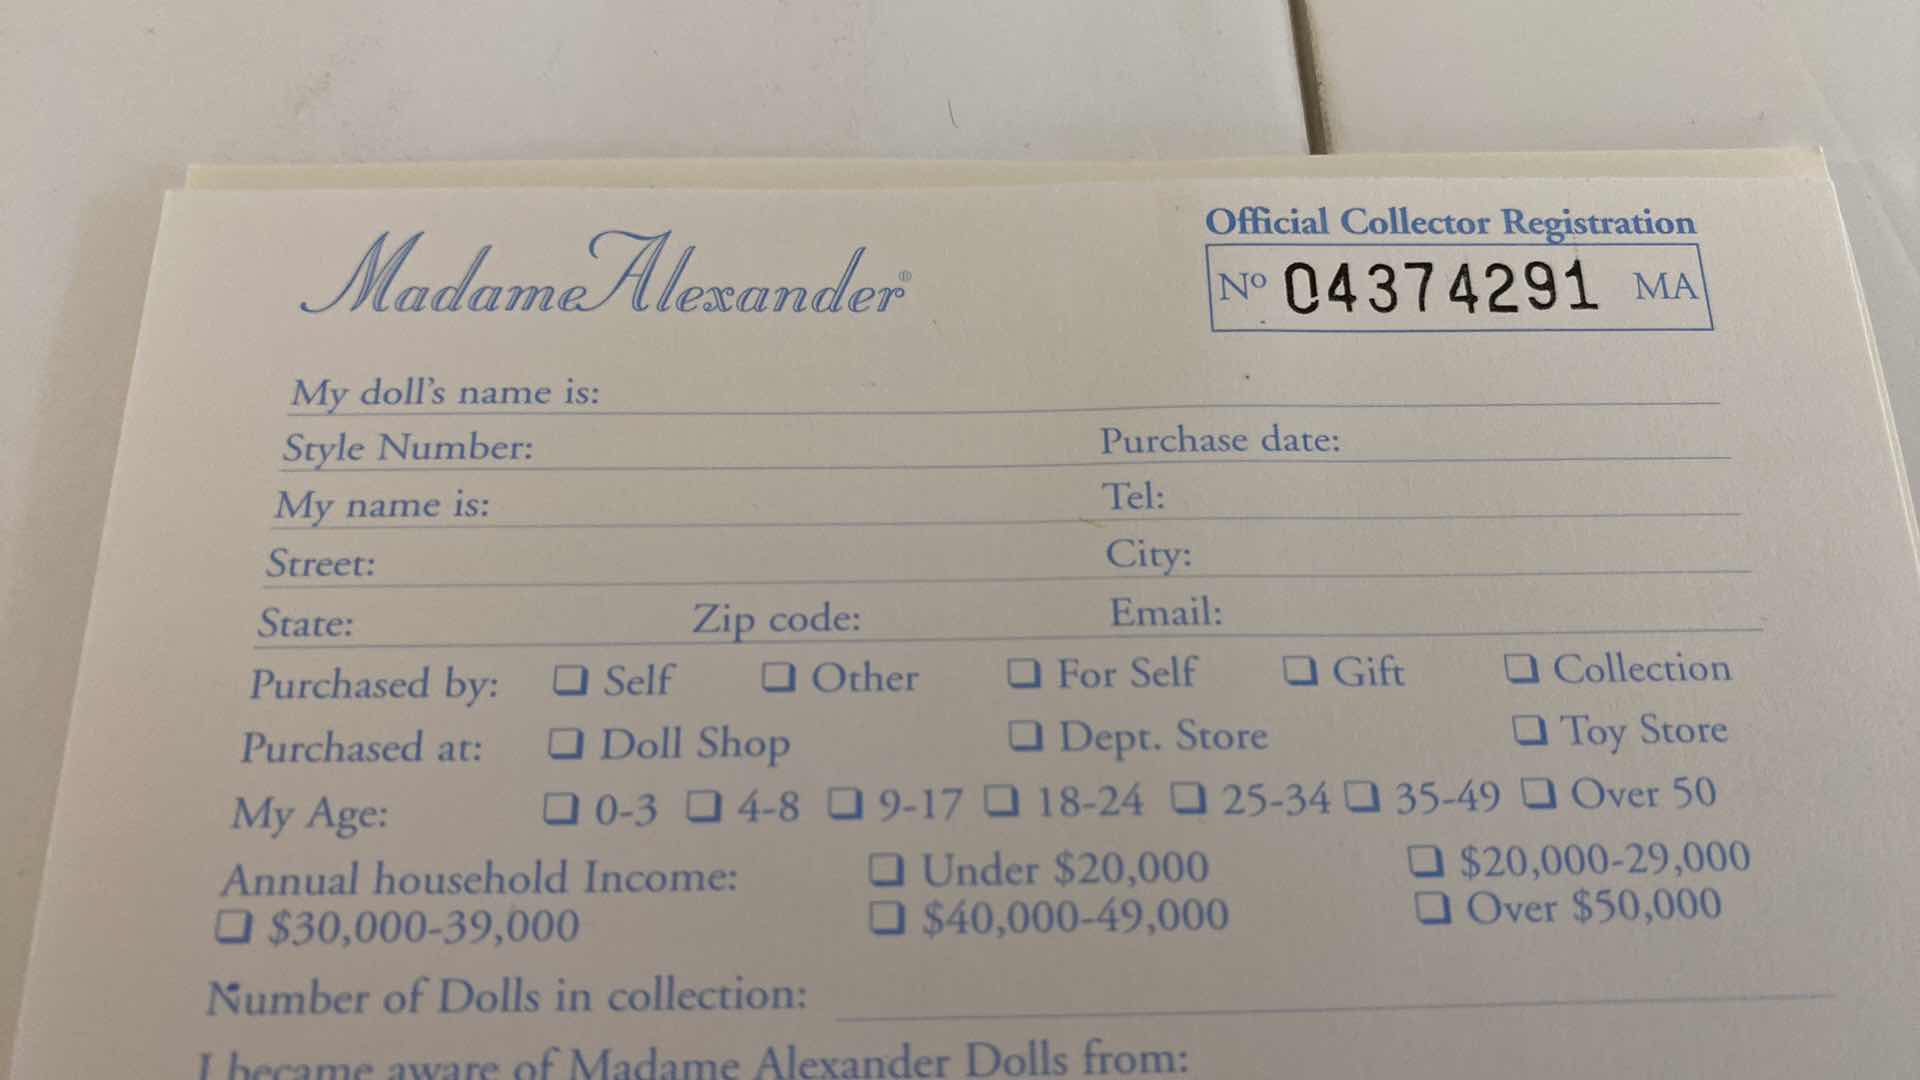 Madame Alexander®
Official Collector Registration
Nº 04374291 MA
My doll's name is:
Style Number: Purchase date:
My name is: Tel:
Street: City:
State: Zip code: Email:
Purchased by: ❑ Self ❑ Other ❑ For Self ❑ Gift ❑ Collection
Purchased at: ❑ Doll Shop ❑ Dept. Store ❑ Toy Store
My Age: ❑ 0-3 ❑ 4-8 ❑ 9-17 ❑ 18-24 ❑ 25-34 ❑ 35-49 ❑ Over 50
Annual household Income: ❑ Under $20,000 ❑ $20,000-29,000
❑ $30,000-39,000 ❑ $40,000-49,000 ❑ Over $50,000
Number of Dolls in collection:
I became aware of Madame Alexander Dolls from: